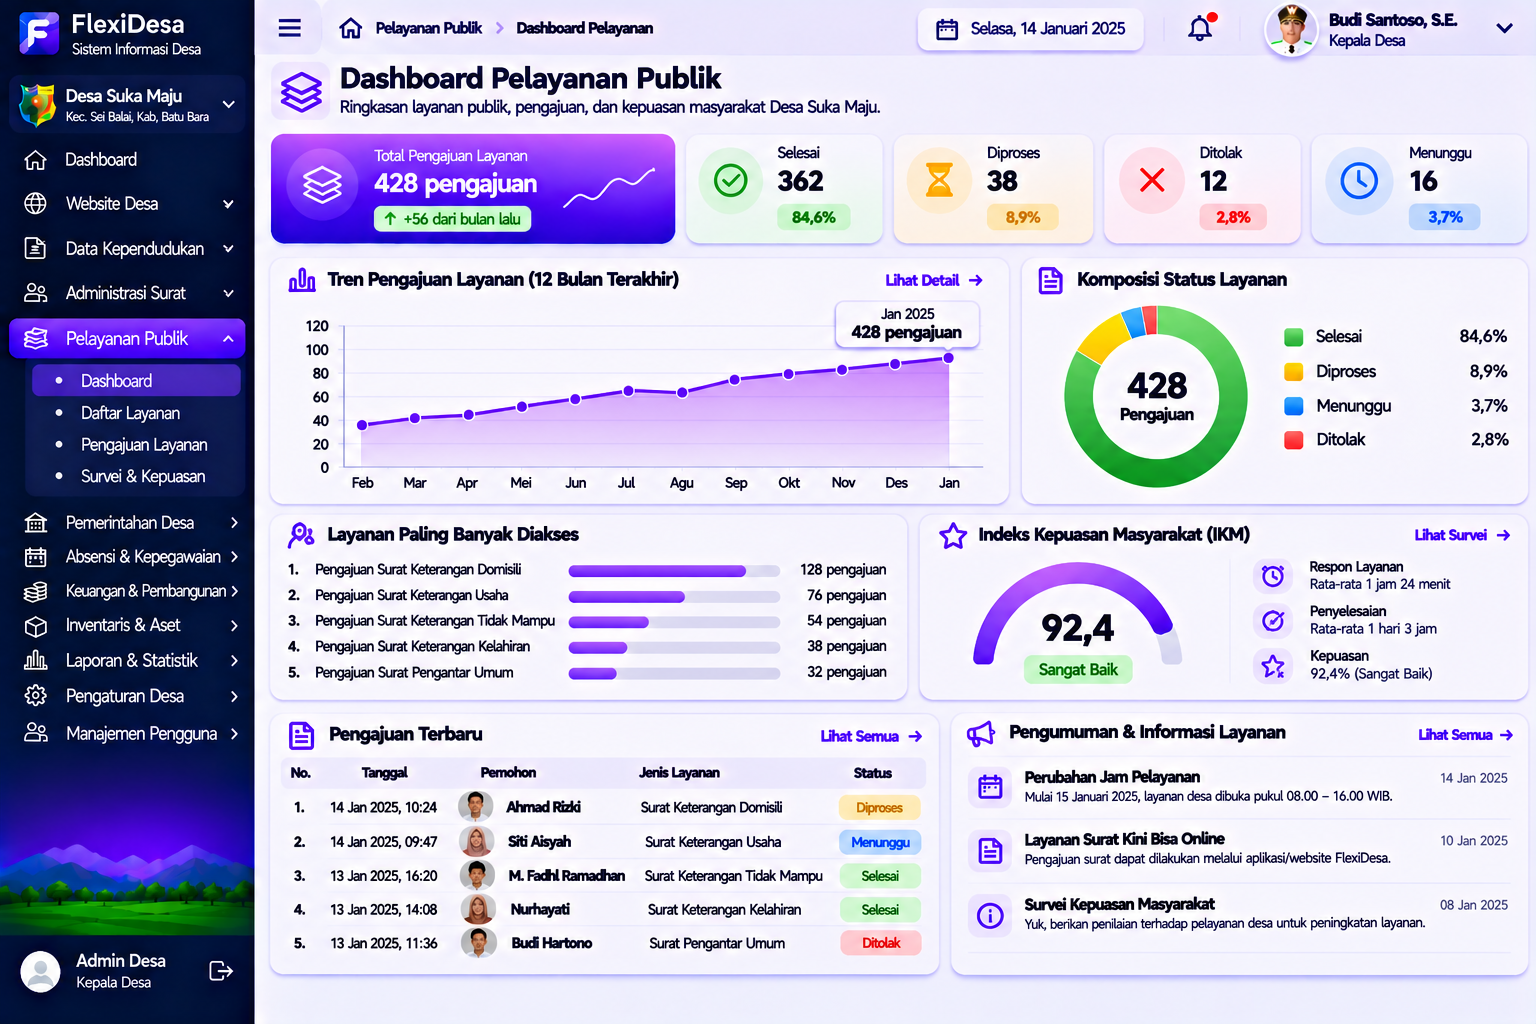 FlexiDesa
Sistem Informasi Desa
Desa Suka Maju
Kec. Sei Balai, Kab, Batu Bara
Dashboard
Website Desa
Data Kependudukan
Administrasi Surat
Pelayanan Publik
Dashboard
Daftar Layanan
Pengajuan Layanan
Survei & Kepuasan
Pemerintahan Desa
Absensi & Kepegawaian
Keuangan & Pembangunan
Inventaris & Aset
Laporan & Statistik
Pengaturan Desa
Manajemen Pengguna
Admin Desa
Kepala Desa
Pelayanan Publik > Dashboard Pelayanan
Selasa, 14 Januari 2025
Budi Santoso, S.E.
Kepala Desa
Dashboard Pelayanan Publik
Ringkasan layanan publik, pengajuan, dan kepuasan masyarakat Desa Suka Maju.
Total Pengajuan Layanan
428 pengajuan
↑ +56 dari bulan lalu
Selesai
362
84,6%
Diproses
38
8,9%
Ditolak
12
2,8%
Menunggu
16
3,7%
Tren Pengajuan Layanan (12 Bulan Terakhir)
Lihat Detail →
Jan 2025
428 pengajuan
120
100
80
60
40
20
0
Feb Mar Apr Mei Jun Jul Agu Sep Okt Nov Des Jan
Komposisi Status Layanan
428
Pengajuan
Selesai 84,6%
Diproses 8,9%
Menunggu 3,7%
Ditolak 2,8%
Layanan Paling Banyak Diakses
1. Pengajuan Surat Keterangan Domisili 128 pengajuan
2. Pengajuan Surat Keterangan Usaha 76 pengajuan
3. Pengajuan Surat Keterangan Tidak Mampu 54 pengajuan
4. Pengajuan Surat Keterangan Kelahiran 38 pengajuan
5. Pengajuan Surat Pengantar Umum 32 pengajuan
Indeks Kepuasan Masyarakat (IKM)
Lihat Survei →
92,4
Sangat Baik
Respon Layanan
Rata-rata 1 jam 24 menit
Penyelesaian
Rata-rata 1 hari 3 jam
Kepuasan
92,4% (Sangat Baik)
Pengajuan Terbaru
Lihat Semua →
No. Tanggal Pemohon Jenis Layanan Status
1. 14 Jan 2025, 10:24 Ahmad Rizki Surat Keterangan Domisili Diproses
2. 14 Jan 2025, 09:47 Siti Aisyah Surat Keterangan Usaha Menunggu
3. 13 Jan 2025, 16:20 M. Fadhl Ramadhan Surat Keterangan Tidak Mampu Selesai
4. 13 Jan 2025, 14:08 Nurhayati Surat Keterangan Kelahiran Selesai
5. 13 Jan 2025, 11:36 Budi Hartono Surat Pengantar Umum Ditolak
Pengumuman & Informasi Layanan
Lihat Semua →
Perubahan Jam Pelayanan 14 Jan 2025
Mulai 15 Januari 2025, layanan desa dibuka pukul 08.00 – 16.00 WIB.
Layanan Surat Kini Bisa Online 10 Jan 2025
Pengajuan surat dapat dilakukan melalui aplikasi/website FlexiDesa.
Survei Kepuasan Masyarakat 08 Jan 2025
Yuk, berikan penilaian terhadap pelayanan desa untuk peningkatan layanan.